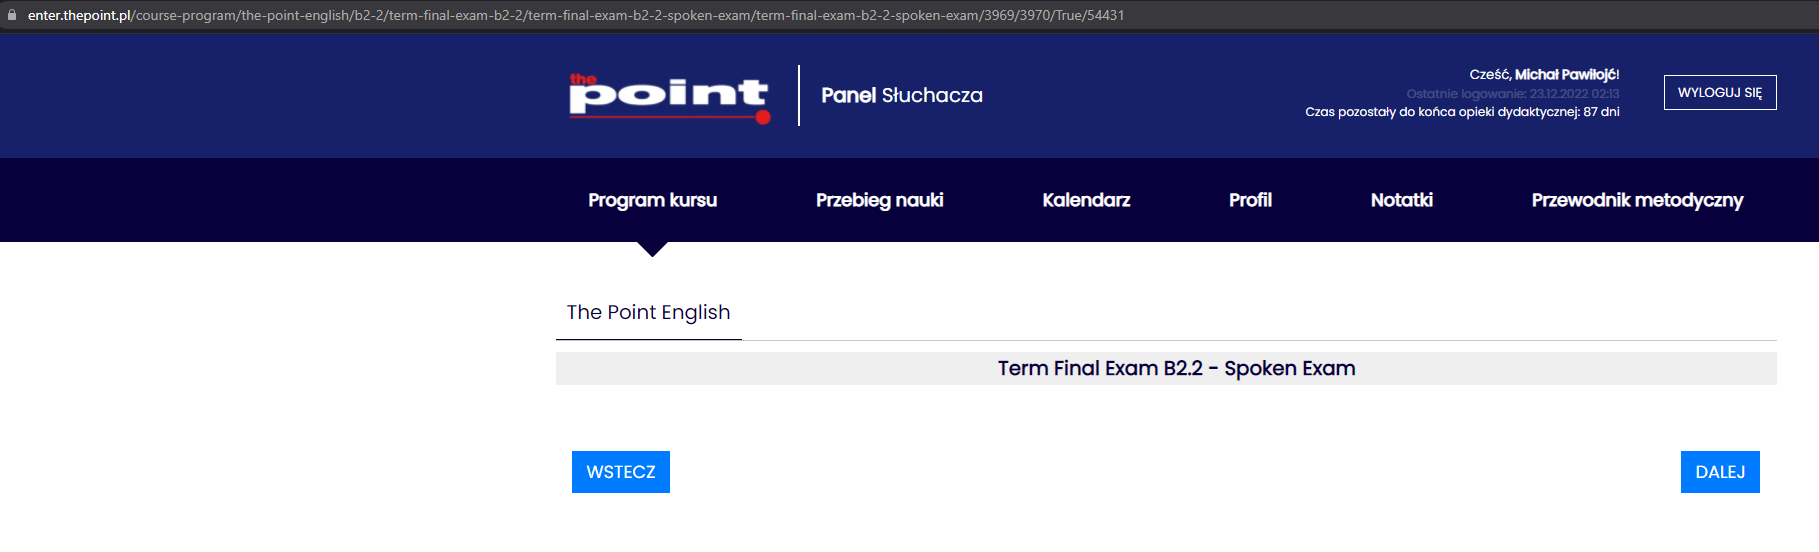 enter.thepoint.pl/course-program/the-point-english/b2-2/term-final-exam-b2-2/term-final-exam-b2-2-spoken-exam/term-final-exam-b2-2-spoken-exam/3969/3970/True/54431
the
point
Panel Słuchacza
Cześć, Michał Pawiłojć!
Ostatnie logowanie: 23.12.2022 02:13
Czas pozostały do końca opieki dydaktycznej: 87 dni
WYLOGUJ SIĘ
Program kursu
Przebieg nauki
Kalendarz
Profil
Notatki
Przewodnik metodyczny
The Point English
Term Final Exam B2.2 - Spoken Exam
WSTECZ
DALEJ